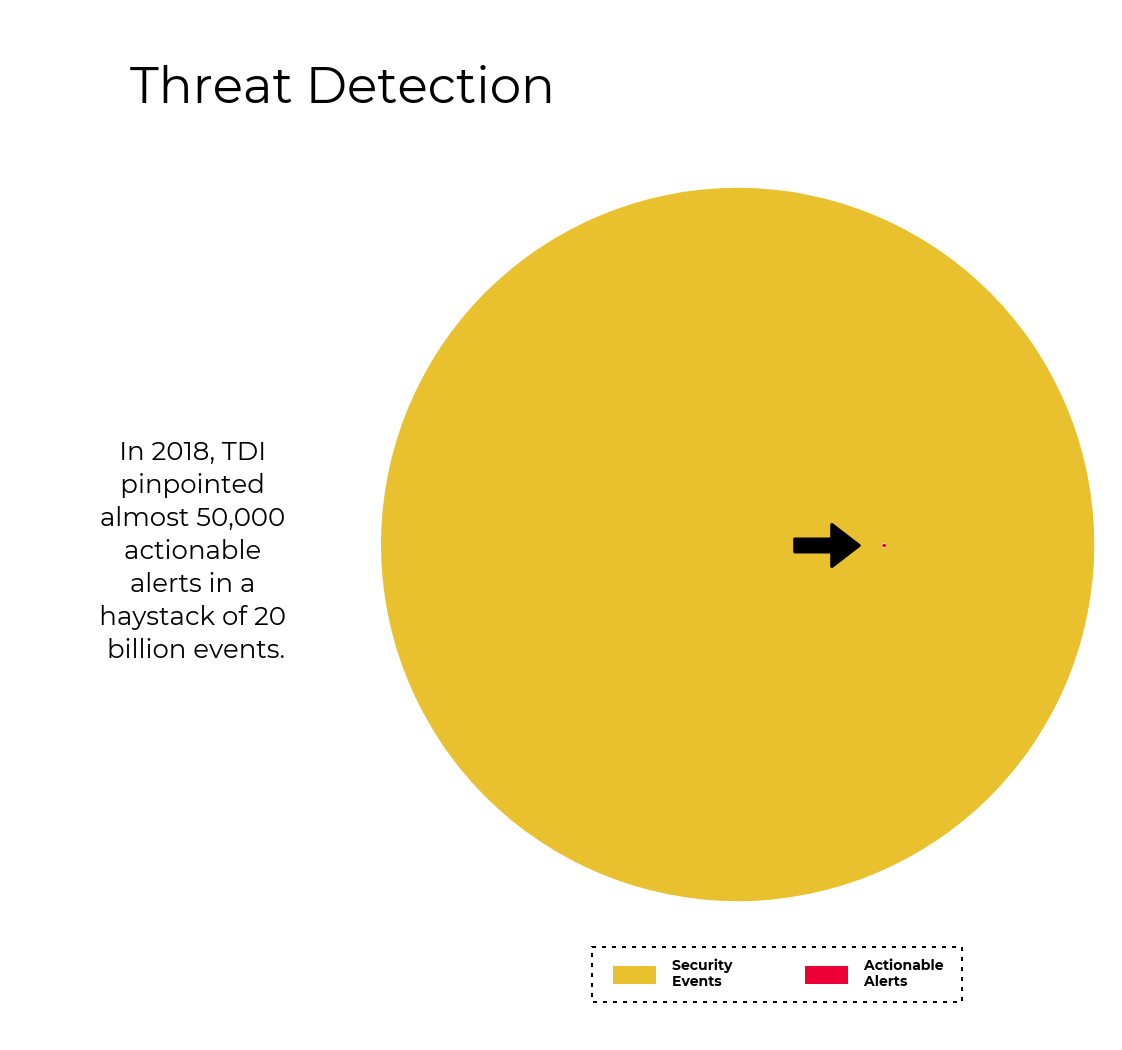 Threat Detection
In 2018, TDI
pinpointed
almost 50,000
actionable
alerts in a
haystack of 20
billion events.
Security
Events
Actionable
Alerts